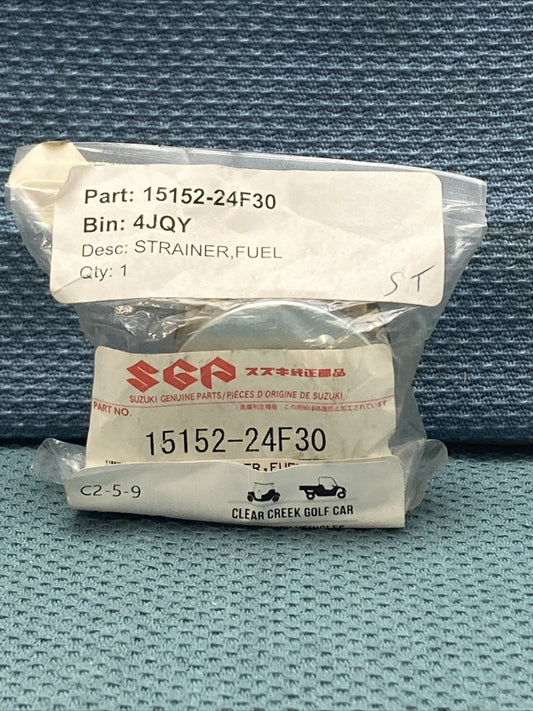 Part: 15152-24F30
Bin: 4JQY
Desc: STRAINER,FUEL
Qty: 1
ST
SGP スズキ純正部品
SUZUKI GENUINE PARTS/PIÈCES D'ORIGINE DE SUZUKI
PART NO.
15152-24F30
C2-5-9
CLEAR CREEK GOLF CAR